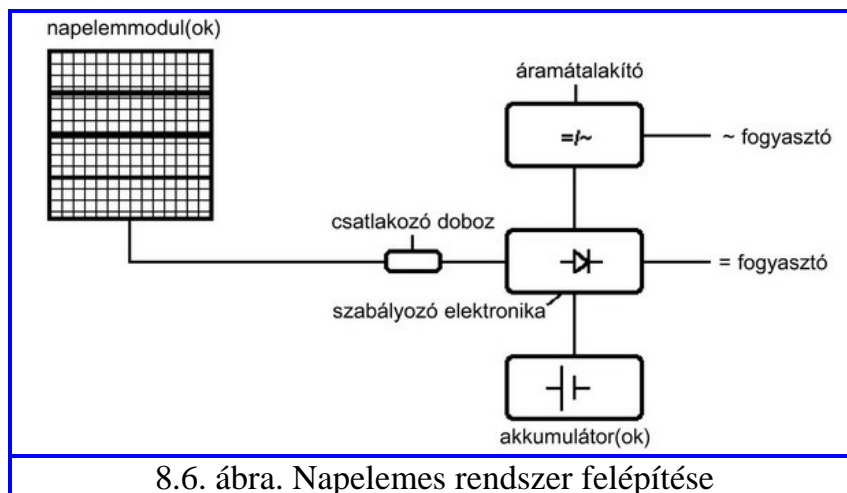 napelemmodul(ok)
áramátalakító
=/~
~ fogyasztó
csatlakozó doboz
= fogyasztó
szabályozó elektronika
akkumulátor(ok)
8.6. ábra. Napelemes rendszer felépítése